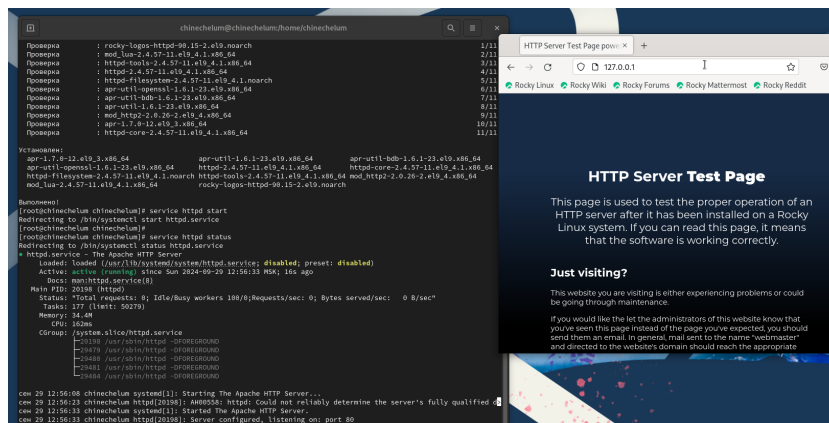 chinechelum@chinechelum:/home/chinechelum
Проверка : rocky-logos-httpd-90.15-2.el9.noarch 1/11
Проверка : mod_lua-2.4.57-11.el9_4.1.x86_64 2/11
Проверка : httpd-tools-2.4.57-11.el9_4.1.x86_64 3/11
Проверка : httpd-2.4.57-11.el9_4.1.x86_64 4/11
Проверка : httpd-filesystem-2.4.57-11.el9_4.1.noarch 5/11
Проверка : apr-util-openssl-1.6.1-23.el9.x86_64 6/11
Проверка : apr-util-bdb-1.6.1-23.el9.x86_64 7/11
Проверка : apr-util-1.6.1-23.el9.x86_64 8/11
Проверка : mod_http2-2.0.26-2.el9_4.x86_64 9/11
Проверка : apr-1.7.0-12.el9_3.x86_64 10/11
Проверка : httpd-core-2.4.57-11.el9_4.1.x86_64 11/11
Установлен:
apr-1.7.0-12.el9_3.x86_64 apr-util-1.6.1-23.el9.x86_64 apr-util-bdb-1.6.1-23.el9.x86_64
apr-util-openssl-1.6.1-23.el9.x86_64 httpd-2.4.57-11.el9_4.1.x86_64 httpd-core-2.4.57-11.el9_4.1.x86_64
httpd-filesystem-2.4.57-11.el9_4.1.noarch httpd-tools-2.4.57-11.el9_4.1.x86_64 mod_http2-2.0.26-2.el9_4.x86_64
mod_lua-2.4.57-11.el9_4.1.x86_64 rocky-logos-httpd-90.15-2.el9.noarch
Выполнено!
[root@chinechelum chinechelum]# service httpd start
Redirecting to /bin/systemctl start httpd.service
[root@chinechelum chinechelum]#
[root@chinechelum chinechelum]# service httpd status
Redirecting to /bin/systemctl status httpd.service
● httpd.service - The Apache HTTP Server
Loaded: loaded (/usr/lib/systemd/system/httpd.service; disabled; preset: disabled)
Active: active (running) since Sun 2024-09-29 12:56:33 MSK; 16s ago
Docs: man:httpd.service(8)
Main PID: 20198 (httpd)
Status: "Total requests: 0; Idle/Busy workers 100/0;Requests/sec: 0; Bytes served/sec: 0 B/sec"
Tasks: 177 (limit: 50279)
Memory: 34.4M
CPU: 162ms
CGroup: /system.slice/httpd.service
├─20198 /usr/sbin/httpd -DFOREGROUND
├─29479 /usr/sbin/httpd -DFOREGROUND
├─29480 /usr/sbin/httpd -DFOREGROUND
├─29481 /usr/sbin/httpd -DFOREGROUND
└─29484 /usr/sbin/httpd -DFOREGROUND
сен 29 12:56:08 chinechelum systemd[1]: Starting The Apache HTTP Server...
сен 29 12:56:23 chinechelum httpd[20198]: AH00558: httpd: Could not reliably determine the server's fully qualified d>
сен 29 12:56:33 chinechelum systemd[1]: Started The Apache HTTP Server.
сен 29 12:56:33 chinechelum httpd[20198]: Server configured, listening on: port 80
HTTP Server Test Page powe
127.0.0.1
Rocky Linux Rocky Wiki Rocky Forums Rocky Mattermost Rocky Reddit
HTTP Server Test Page
This page is used to test the proper operation of an
HTTP server after it has been installed on a Rocky
Linux system. If you can read this page, it means
that the software is working correctly.
Just visiting?
This website you are visiting is either experiencing problems or could
be going through maintenance.
If you would like the let the administrators of this website know that
you've seen this page instead of the page you've expected, you should
send them an email. In general, mail sent to the name "webmaster"
and directed to the website's domain should reach the appropriate